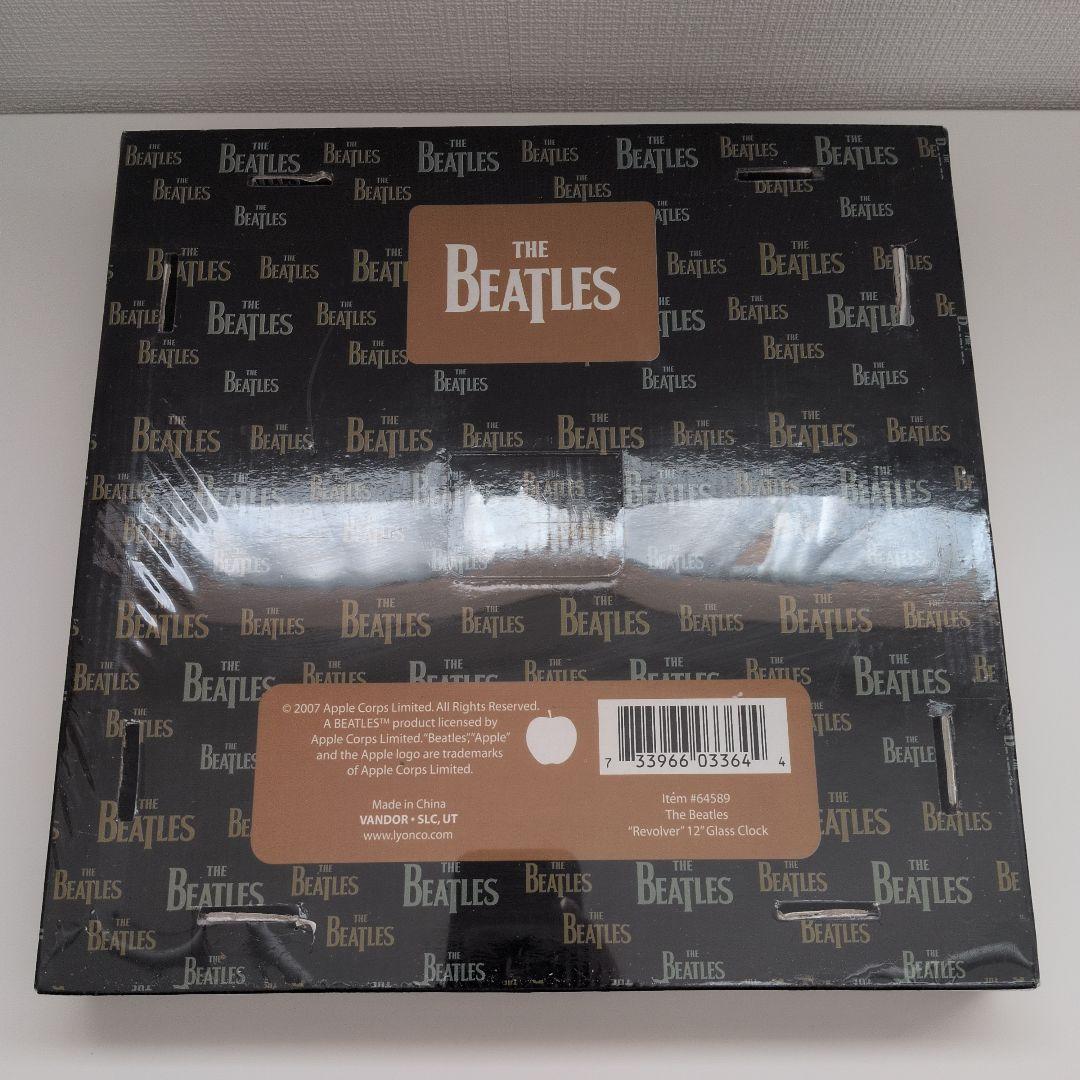 THE
BEATLES
© 2007 Apple Corps Limited. All Rights Reserved.
A BEATLES™ product licensed by
Apple Corps Limited. "Beatles", "Apple"
and the Apple logo are trademarks
of Apple Corps Limited.
Made in China
VANDOR • SLC, UT
www.lyonco.com
7 33966 03364 4
Item #64589
The Beatles
"Revolver" 12" Glass Clock